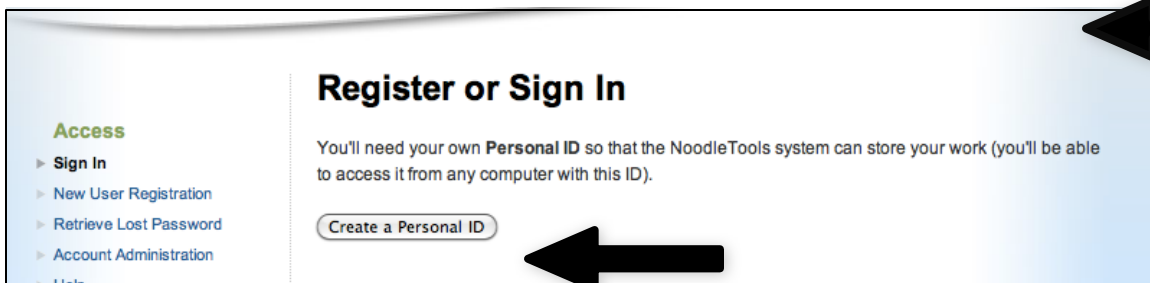 Register or Sign In
Access
Sign In
New User Registration
Retrieve Lost Password
Account Administration
You'll need your own Personal ID so that the NoodleTools system can store your work (you'll be able
to access it from any computer with this ID).
Create a Personal ID